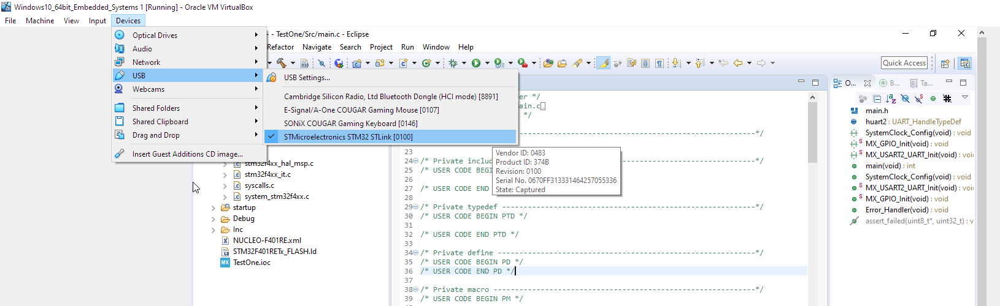 Windows10_64bit_Embedded_Systems 1 [Running] - Oracle VM VirtualBox
File Machine View Input Devices
Optical Drives
Audio
Network
USB
Webcams
Shared Folders
Shared Clipboard
Drag and Drop
Insert Guest Additions CD image...
USB Settings...
Cambridge Silicon Radio, Ltd Bluetooth Dongle (HCI mode) [8891]
E-Signal/A-One COUGAR Gaming Mouse [0107]
SONiX COUGAR Gaming Keyboard [0146]
STMicroelectronics STM32 STLink [0100]
Vendor ID: 0483
Product ID: 374B
Revision: 0100
Serial No. 0670FF313331464257055336
State: Captured
- TestOne/Src/main.c - Eclipse
Refactor Navigate Search Project Run Window Help
010
Quick Access
stm32f4xx_hal_msp.c
stm32f4xx_it.c
syscalls.c
system_stm32f4xx.c
startup
Debug
Inc
NUCLEO-F401RE.xml
STM32F401RETx_FLASH.ld
MX TestOne.ioc
er */
ain.c
*/
---*/
23
24 /* Private inclu ---*/
25 /* USER CODE BEGI
26
27 /* USER CODE END
28
29 /* Private typedef ---*/
30 /* USER CODE BEGIN PTD */
31
32 /* USER CODE END PTD */
33
34 /* Private define ---*/
35 /* USER CODE BEGIN PD */
36 /* USER CODE END PD */
37
38 /* Private macro ---*/
39 /* USER CODE BEGIN PM */
O... B... Ta...
main.h
huart2 : UART_HandleTypeDef
SystemClock_Config(void) : void
MX_GPIO_Init(void) : void
MX_USART2_UART_Init(void) : voi
main(void) : int
SystemClock_Config(void) : void
MX_USART2_UART_Init(void) : voi
MX_GPIO_Init(void) : void
Error_Handler(void) : void
assert_failed(uint8_t*, uint32_t) : v